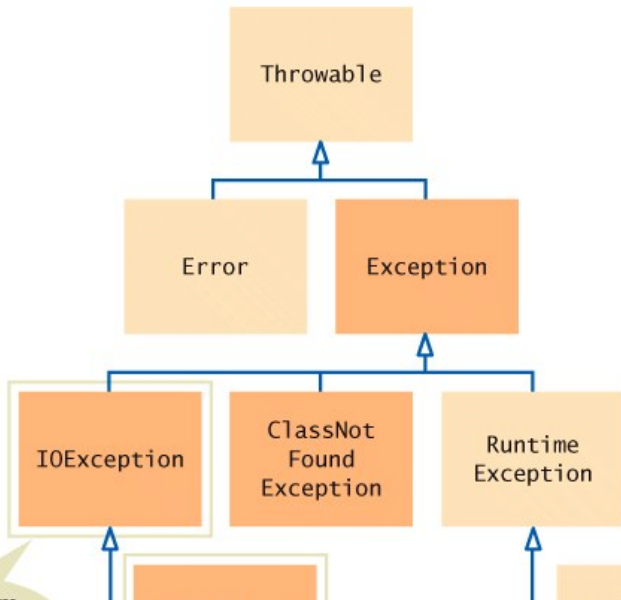 Throwable
Error
Exception
IOException
ClassNot
Found
Exception
Runtime
Exception